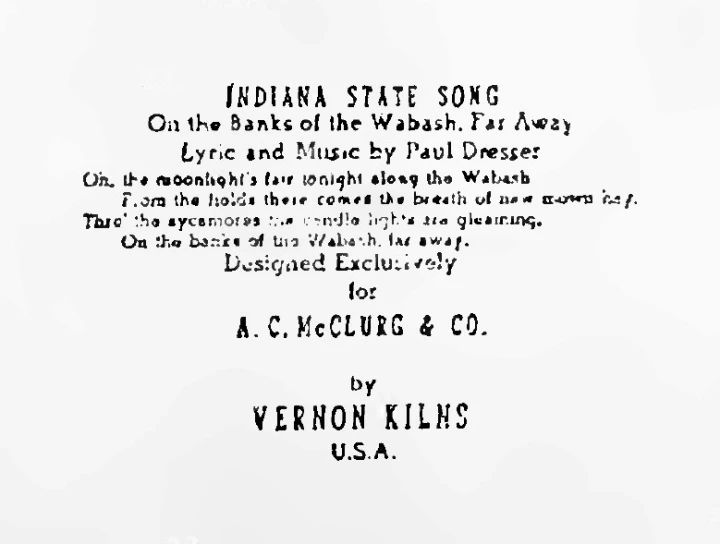 INDIANA STATE SONG
On the Banks of the Wabash, Far Away
Lyric and Music by Paul Dresser
Oh, the moonlight's fair tonight along the Wabash
From the fields there comes the breath of new mown hay.
Thro' the sycamores the candle lights are gleaming,
On the banks of the Wabash, far away.
Designed Exclusively
for
A. C. McCLURG & CO.
by
VERNON KILNS
U.S.A.